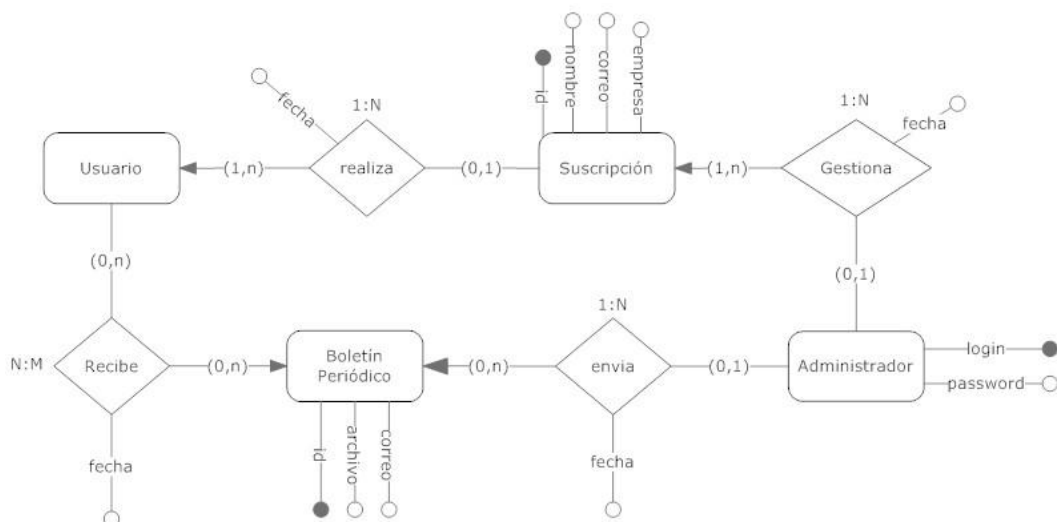 nombre
correo
empresa
id
fecha
1:N
1:N
fecha
Usuario
(1,n)
realiza
(0,1)
Suscripción
(1,n)
Gestiona
(0,n)
(0,1)
1:N
N:M
Recibe
(0,n)
Boletín
Periódico
(0,n)
envia
(0,1)
Administrador
login
password
id
archivo
correo
fecha
fecha